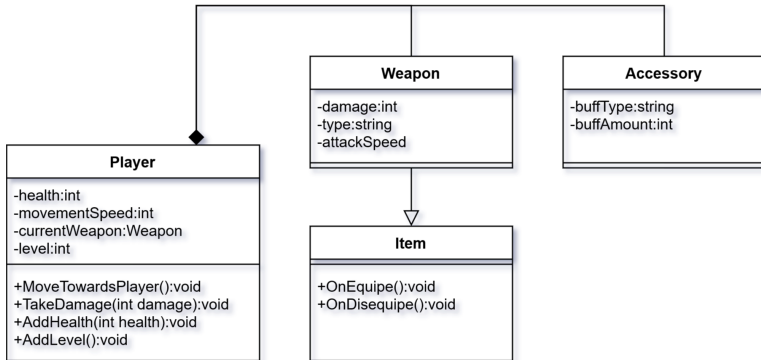 Weapon
-damage:int
-type:string
-attackSpeed
Accessory
-buffType:string
-buffAmount:int
Player
-health:int
-movementSpeed:int
-currentWeapon:Weapon
-level:int
+MoveTowardsPlayer():void
+TakeDamage(int damage):void
+AddHealth(int health):void
+AddLevel():void
Item
+OnEquipe():void
+OnDisequipe():void